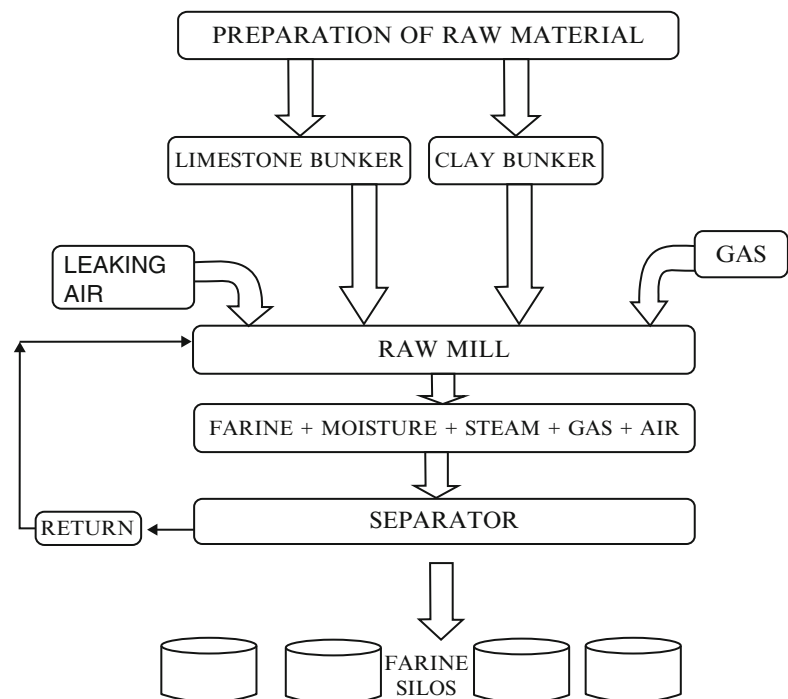 PREPARATION OF RAW MATERIAL
LIMESTONE BUNKER
CLAY BUNKER
LEAKING
AIR
GAS
RAW MILL
FARINE + MOISTURE + STEAM + GAS + AIR
SEPARATOR
RETURN
FARINE
SILOS